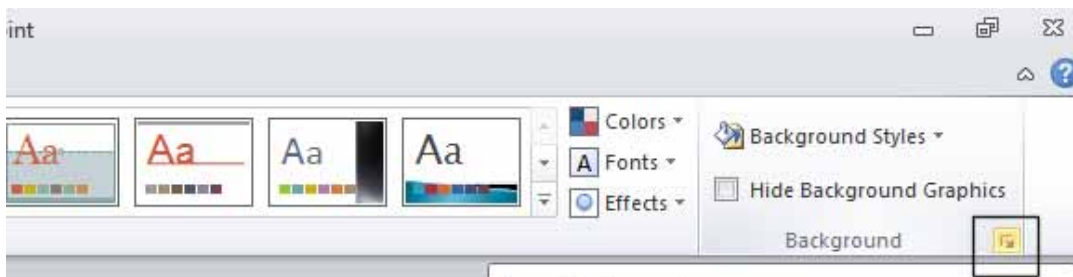 int
Aa Aa Aa Aa
Colors
A Fonts
Effects
Background Styles
Hide Background Graphics
Background
?